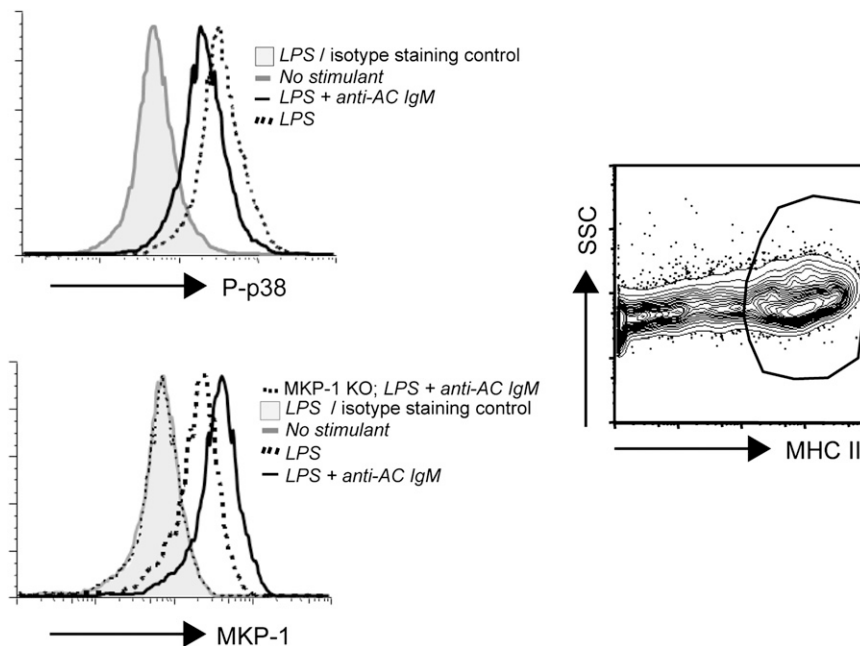 LPS / isotype staining control
No stimulant
LPS + anti-AC IgM
LPS
P-p38
SSC
MHC II
MKP-1 KO; LPS + anti-AC IgM
LPS / isotype staining control
No stimulant
LPS
LPS + anti-AC IgM
MKP-1